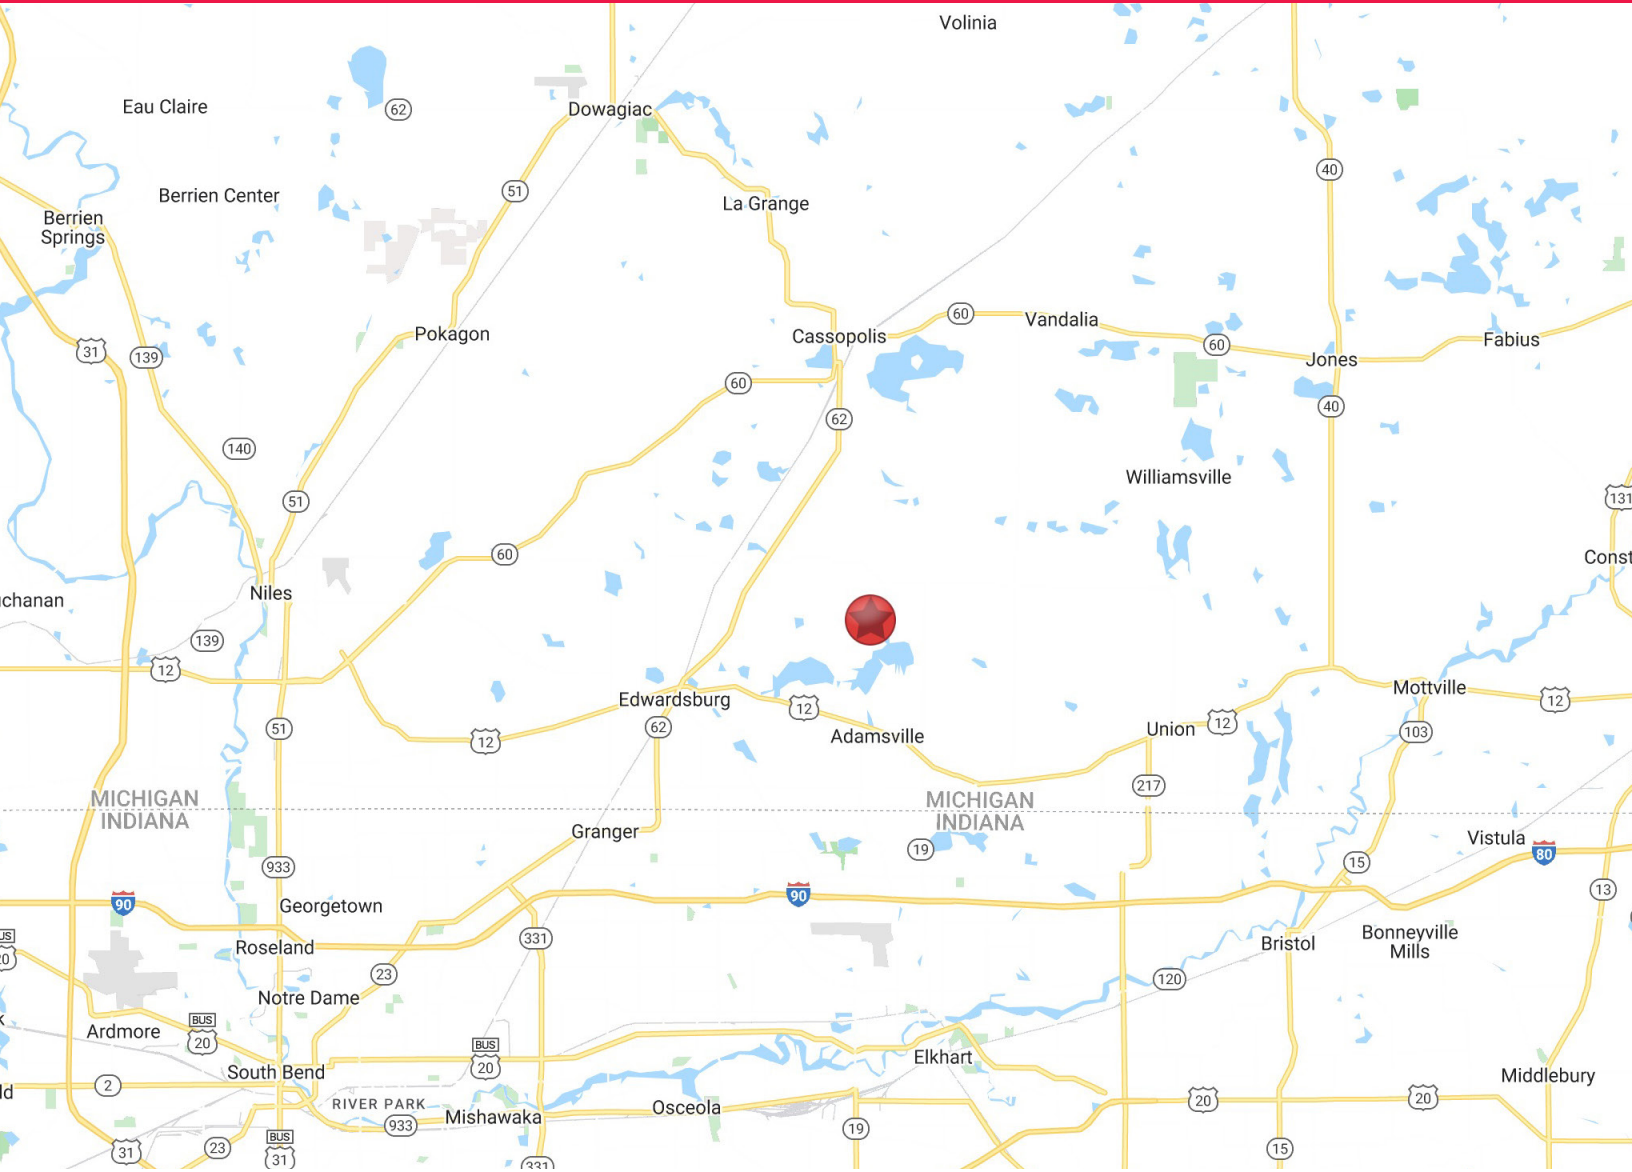 Volinia
Eau Claire
62
Dowagiac
40
51
Berrien Center
La Grange
Berrien
Springs
60
Vandalia
Pokagon
Cassopolis
60
Fabius
31
139
Jones
60
40
62
140
Williamsville
51
131
60
Const
Niles
chanan
139
12
Edwardsburg
Mottville
12
12
51
62
12
Adamsville
Union
12
103
217
MICHIGAN
INDIANA
MICHIGAN
INDIANA
Granger
Vistula
19
80
15
933
13
90
90
Georgetown
331
Roseland
Bristol
Bonneyville
Mills
US
20
23
120
Notre Dame
Ardmore
BUS
20
BUS
20
Elkhart
South Bend
2
Middlebury
ld
RIVER PARK
Mishawaka
Osceola
20
20
933
19
31
23
BUS
31
15
331